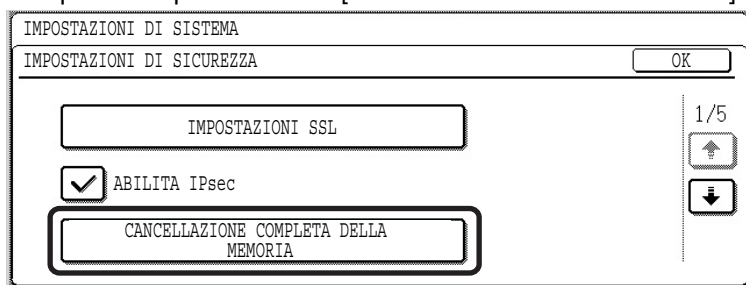 IMPOSTAZIONI DI SISTEMA
IMPOSTAZIONI DI SICUREZZA
OK
IMPOSTAZIONI SSL
1/5
ABILITA IPsec
CANCELLAZIONE COMPLETA DELLA
MEMORIA